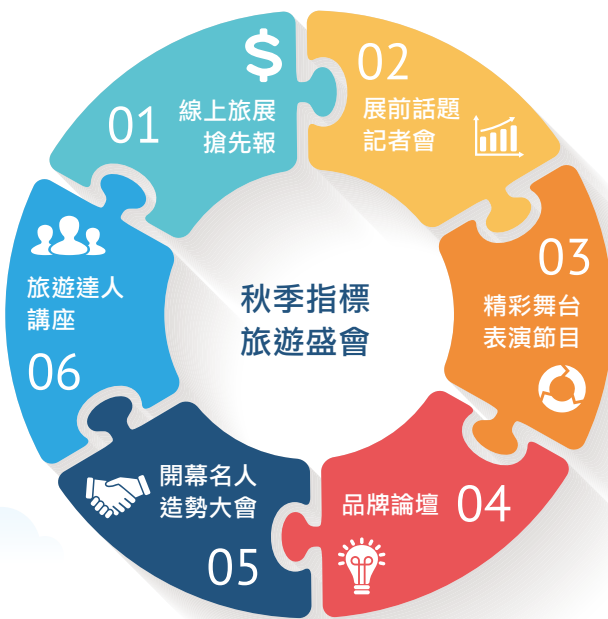 秋季指標
旅遊盛會
01
線上旅展
搶先報
02
展前話題
記者會
03
精彩舞台
表演節目
品牌論壇 04
開幕名人
造勢大會
05
旅遊達人
講座
06